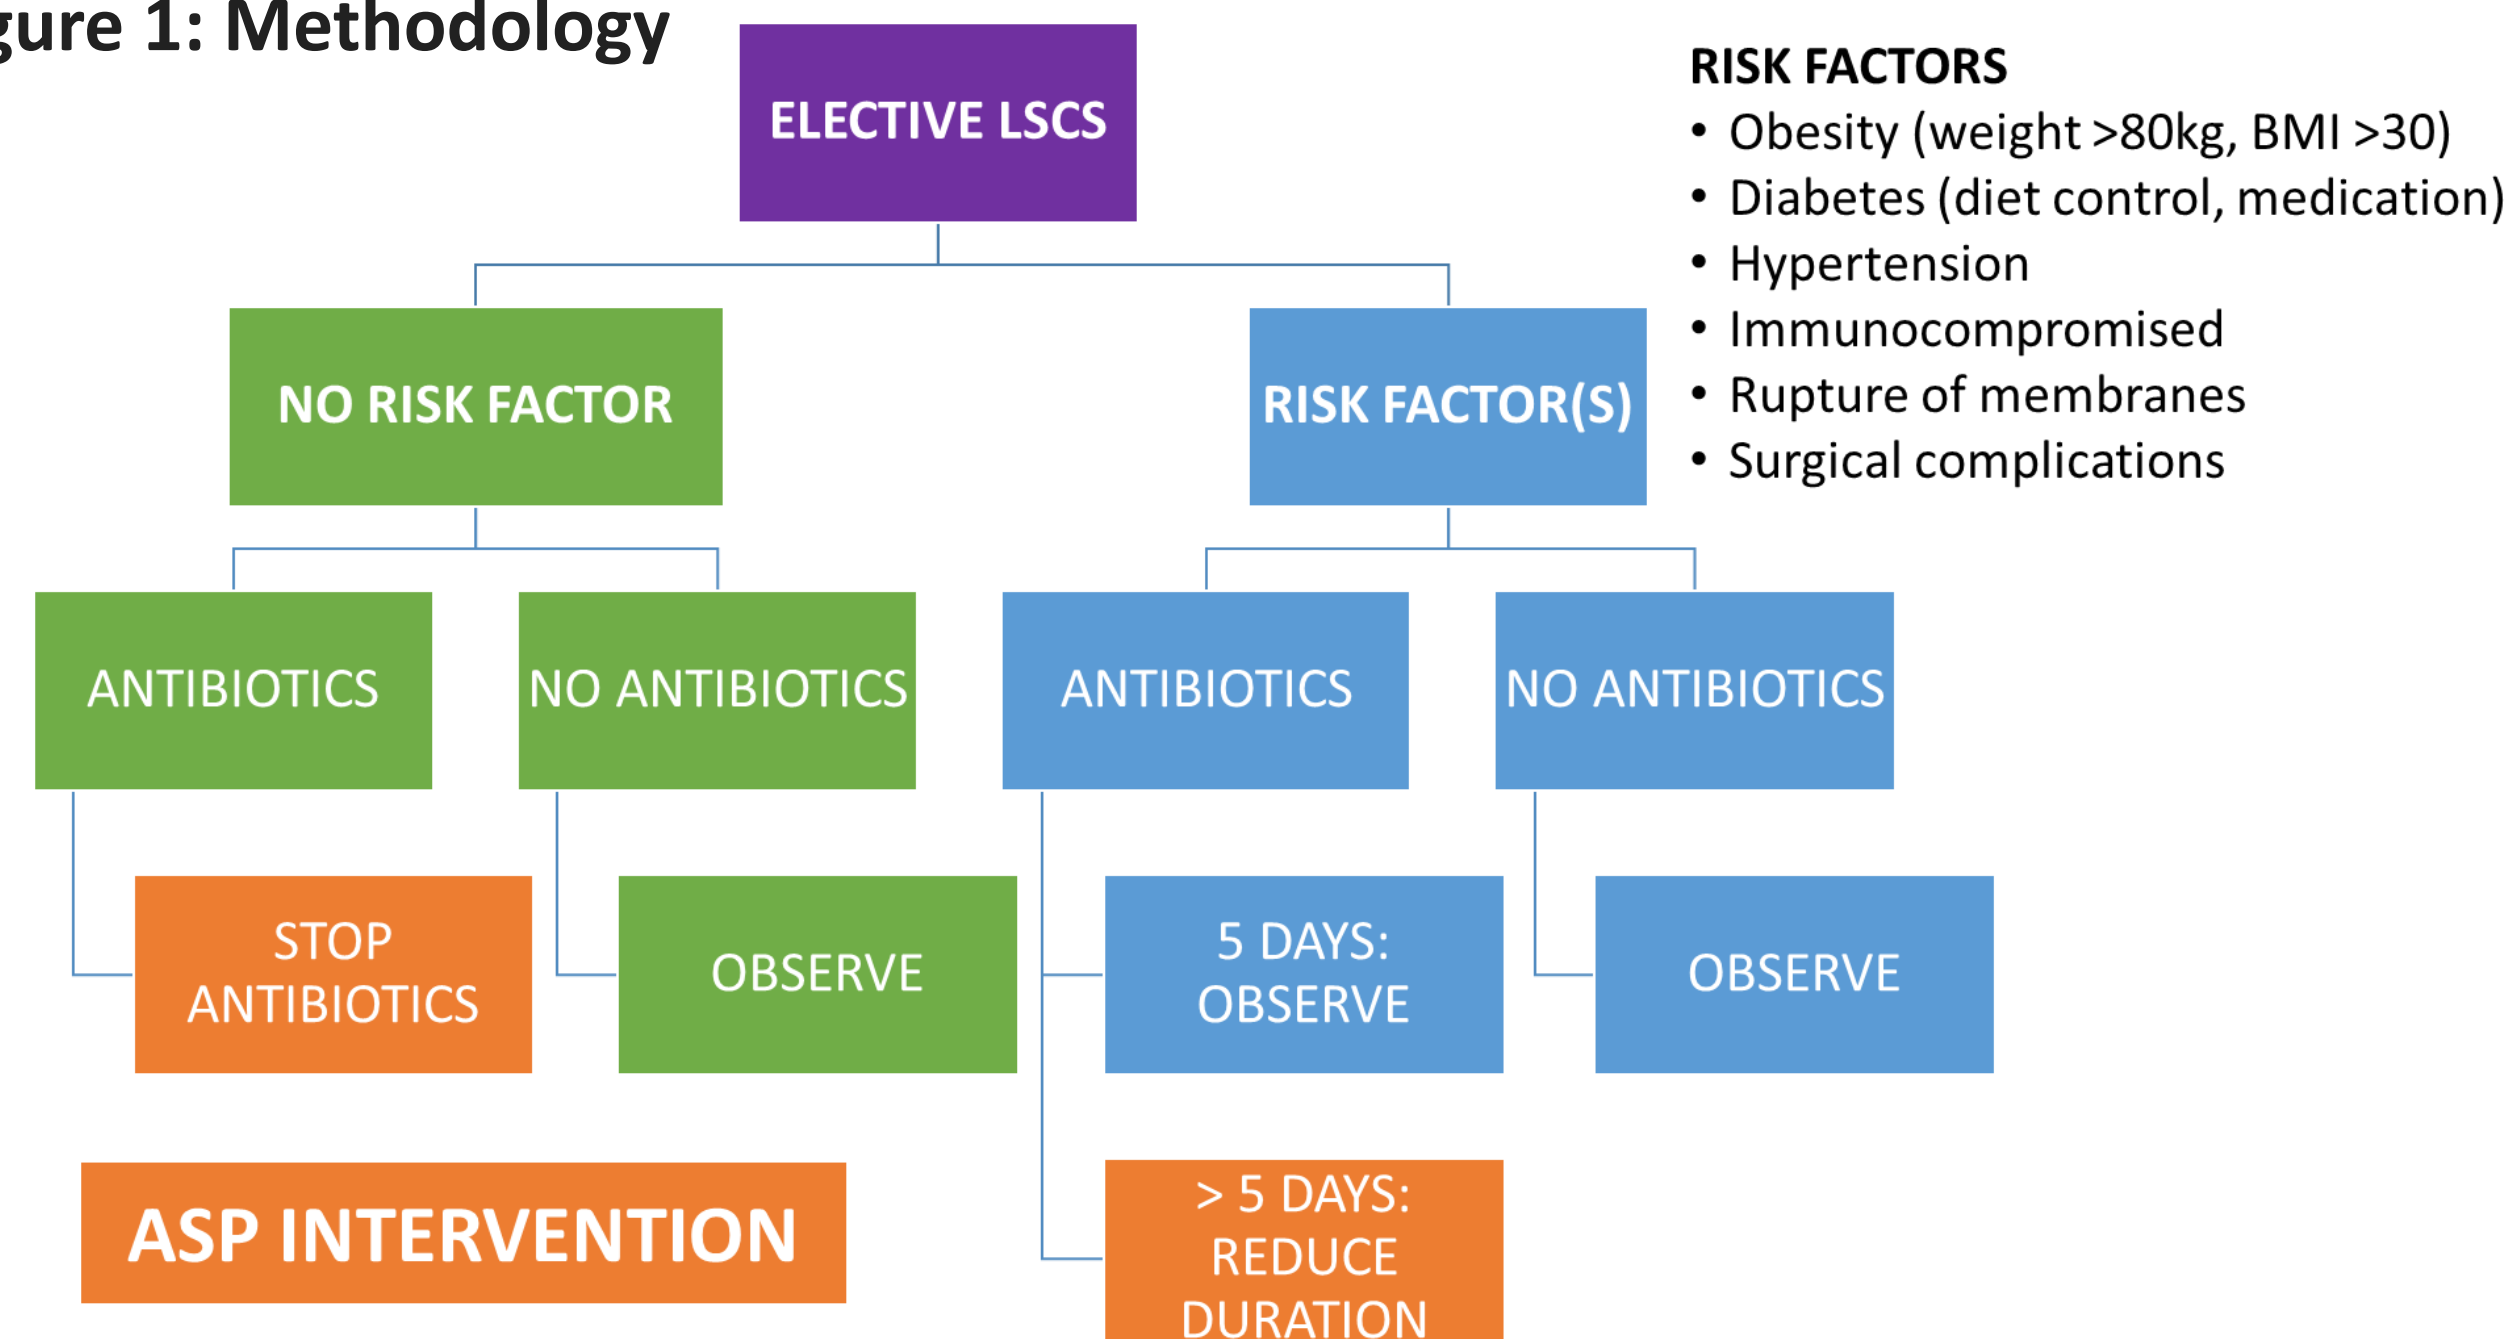 gure 1: Methodology
ELECTIVE LSCS
RISK FACTORS
• Obesity (weight >80kg, BMI >30)
• Diabetes (diet control, medication)
• Hypertension
• Immunocompromised
• Rupture of membranes
• Surgical complications
NO RISK FACTOR
RISK FACTOR(S)
ANTIBIOTICS
NO ANTIBIOTICS
ANTIBIOTICS
NO ANTIBIOTICS
STOP
ANTIBIOTICS
OBSERVE
5 DAYS:
OBSERVE
OBSERVE
ASP INTERVENTION
> 5 DAYS:
REDUCE
DURATION